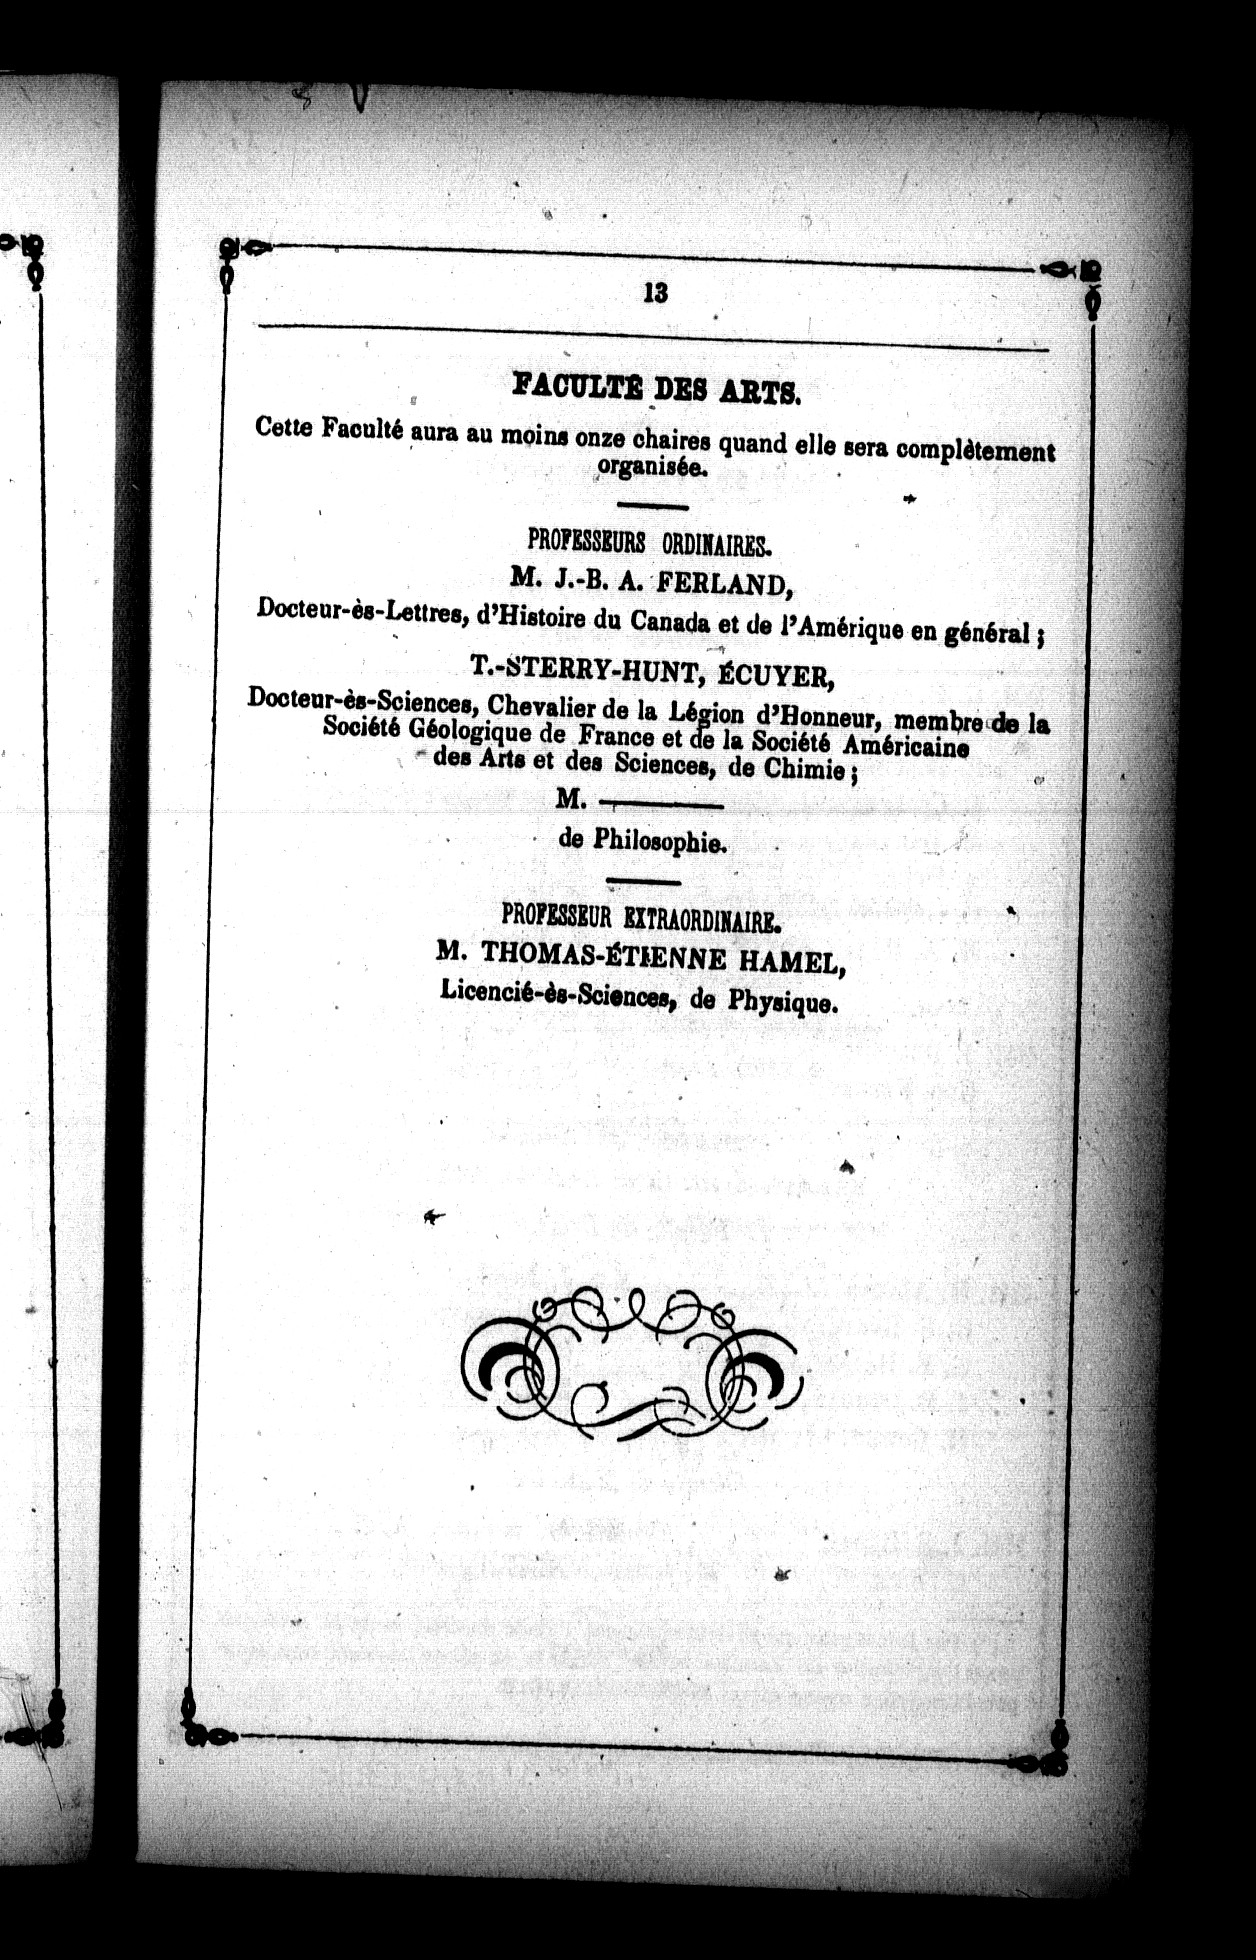 13
FACULTÉ DES ARTS.
Cette Faculté aura au moins onze chaires quand elle sera complètement
organisée.
PROFESSEURS ORDINAIRES.
M. J.-B. A. FERLAND,
Docteur-ès-Lettres, d'Histoire du Canada et de l'Amérique en général ;
T.-STERRY-HUNT, ÉCUYER,
Docteur-ès-Sciences, Chevalier de la Légion d'Honneur, membre de la
Société Géologique de France et de la Société Américaine
des Arts et des Sciences, de Chimie ;
M. ————
de Philosophie.
PROFESSEUR EXTRAORDINAIRE.
M. THOMAS-ÉTIENNE HAMEL,
Licencié-ès-Sciences, de Physique.